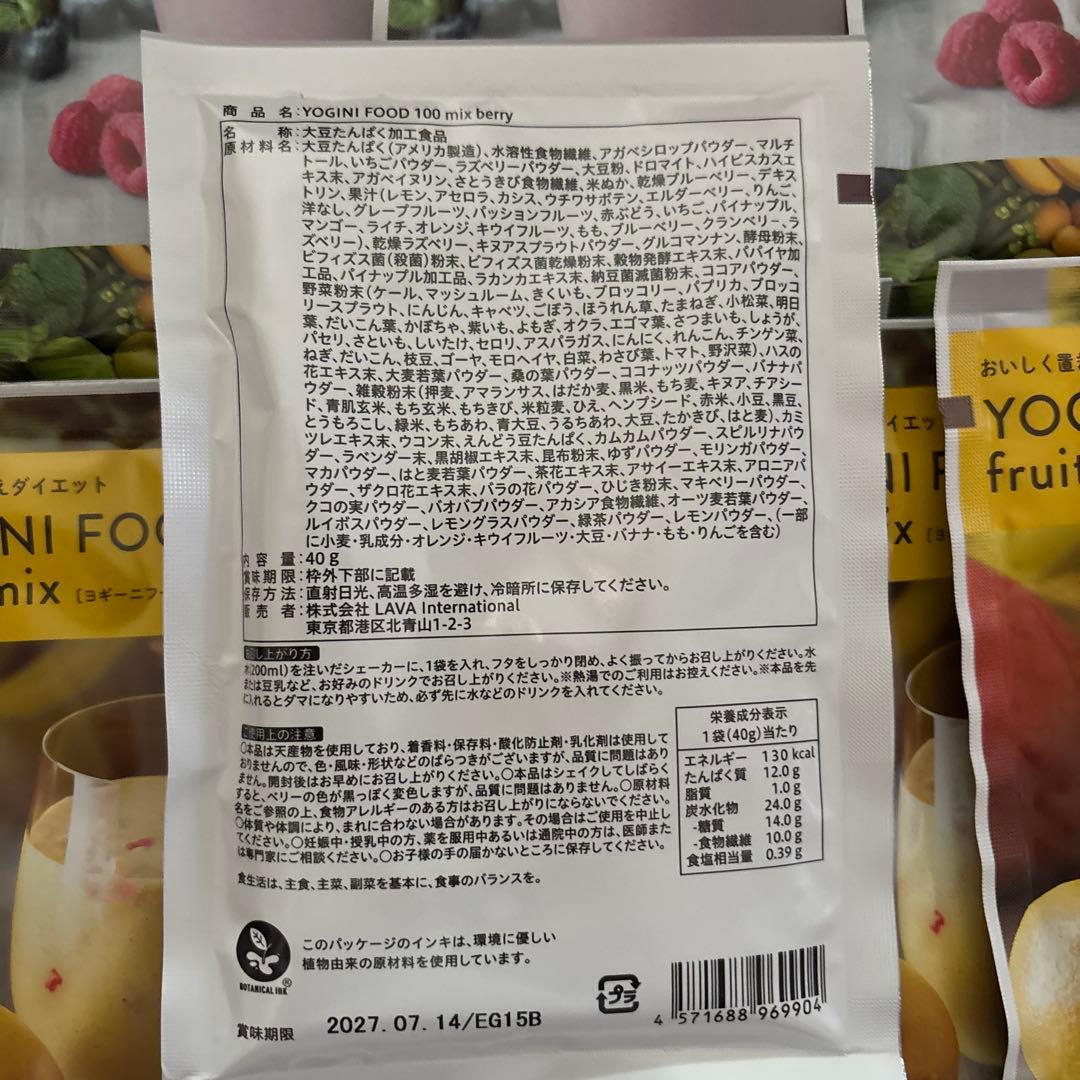 商品名:YOGINI FOOD 100 mix berry
名称:大豆たんぱく加工食品
原材料名:大豆たんぱく(アメリカ製造)、水溶性食物繊維、アガベシロップパウダー、マルチ
トール、いちごパウダー、ラズベリーパウダー、大豆粉、ドロマイト、ハイビスカスエ
キス末、アガベイヌリン、さとうきび食物繊維、米ぬか、乾燥ブルーベリー、デキス
トリン、果汁(レモン、アセロラ、カシス、ウチワサボテン、エルダーベリー、りんご、
洋なし、グレープフルーツ、パッションフルーツ、赤ぶどう、いちご、パイナップル、
マンゴー、ライチ、オレンジ、キウイフルーツ、もも、ブルーベリー、クランベリー、ラ
ズベリー)、乾燥ラズベリー、キヌアスプラウトパウダー、グルコマンナン、酵母粉末、
ビフィズス菌(殺菌)粉末、ビフィズス菌乾燥粉末、穀物発酵エキス末、パパイヤ加
工品、パイナップル加工品、ラカンカエキス末、納豆菌滅菌粉末、ココアパウダー、
野菜粉末(ケール、マッシュルーム、きくいも、ブロッコリー、パプリカ、ブロッコ
リースプラウト、にんじん、キャベツ、ごぼう、ほうれん草、たまねぎ、小松菜、明日
葉、だいこん葉、かぼちゃ、紫いも、よもぎ、オクラ、エゴマ葉、さつまいも、しょうが、
パセリ、さといも、しいたけ、セロリ、アスパラガス、にんにく、れんこん、チンゲン菜、
ねぎ、だいこん、枝豆、ゴーヤ、モロヘイヤ、白菜、わさび葉、トマト、野沢菜)、ハスの
花エキス末、大麦若葉パウダー、桑の葉パウダー、ココナッツパウダー、バナナパ
ウダー、雑穀粉末(押麦、アマランサス、はだか麦、黒米、もち麦、キヌア、チアシー
ド、青肌玄米、もち玄米、もちきび、米粒麦、ひえ、ヘンプシード、赤米、小豆、黒豆、
とうもろこし、緑米、もちあわ、青大豆、うるちあわ、大豆、たかきび、はと麦)、カミ
ツレエキス末、ウコン末、えんどう豆たんぱく、カムカムパウダー、スピルリナパウ
ダー、ラベンダー末、黒胡椒エキス末、昆布粉末、ゆずパウダー、モリンガパウダー、
マカパウダー、はと麦若葉パウダー、茶花エキス末、アサイーエキス末、アロニアパ
ウダー、ザクロ花エキス末、バラの花パウダー、ひじき粉末、マキベリーパウダー、
クコの実パウダー、バオバブパウダー、アカシア食物繊維、オーツ麦若葉パウダー、
ルイボスパウダー、レモングラスパウダー、緑茶パウダー、レモンパウダー、(一部
に小麦・乳成分・オレンジ・キウイフルーツ・大豆・バナナ・もも・りんごを含む)
内容量:40g
賞味期限:枠外下部に記載
保存方法:直射日光、高温多湿を避け、冷暗所に保存してください。
販売者:株式会社 LAVA International
東京都港区北青山1-2-3
召し上がり方
水(200ml)を注いだシェーカーに、1袋を入れ、フタをしっかり閉め、よく振ってからお召し上がりください。水
または豆乳など、お好みのドリンクでお召し上がりください。※熱湯でのご利用はお控えください。※本品を先
に入れるとダマになりやすいため、必ず先に水などのドリンクを入れてください。
ご使用上の注意
○本品は天産物を使用しており、着香料・保存料・酸化防止剤・乳化剤は使用して
おりませんので、色・風味・形状などのばらつきがございますが、品質に問題はあり
ません。開封後はお早めにお召し上がりください。○本品はシェイクしてしばらく
すると、ベリーの色が黒っぽく変色しますが、品質に問題はありません。○原材料
名をご参照の上、食物アレルギーのある方はお召し上がりにならないでください。
○体質や体調により、まれに合わない場合があります。その場合はご使用を中止し
てください。○妊娠中・授乳中の方、薬を服用中あるいは通院中の方は、医師また
は専門家にご相談ください。○お子様の手の届かないところに保存してください。
食生活は、主食、主菜、副菜を基本に、食事のバランスを。
栄養成分表示
1袋(40g)当たり
エネルギー 130 kcal
たんぱく質 12.0 g
脂質 1.0 g
炭水化物 24.0 g
-糖質 14.0 g
-食物繊維 10.0 g
食塩相当量 0.39 g
BOTANICAL INK®
このパッケージのインキは、環境に優しい
植物由来の原材料を使用しています。
プラ
4 571688 969904
賞味期限 2027.07.14/EG15B
えダイエット
NI FOO
mix [ヨギーニフー
イエッ
NI F
x [ヨ
おいしく置き
YOG
fruit